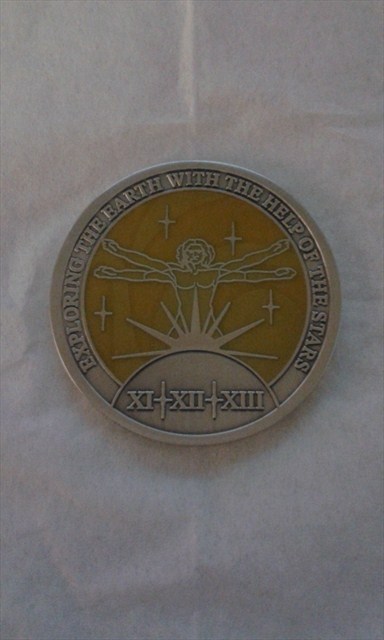 EXPLORING THE EARTH WITH THE HELP OF THE STARS
XI XII XIII